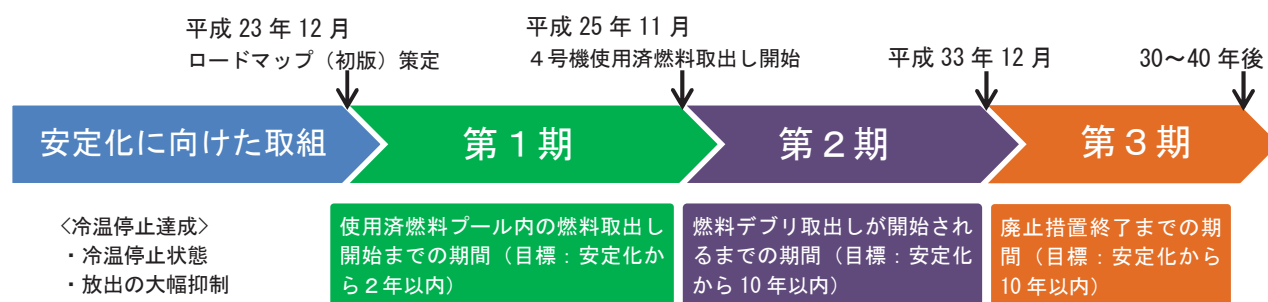 平成 23 年 12 月
ロードマップ（初版）策定
平成 25 年 11 月
４号機使用済燃料取出し開始
平成 33 年 12 月
30～40 年後
安定化に向けた取組
第１期
第２期
第３期
<冷温停止達成>
・冷温停止状態
・放出の大幅抑制
使用済燃料プール内の燃料取出し
開始までの期間（目標：安定化か
ら２年以内）
燃料デブリ取出しが開始され
るまでの期間（目標：安定化
から 10 年以内）
廃止措置終了までの期
間（目標：安定化から
10 年以内）